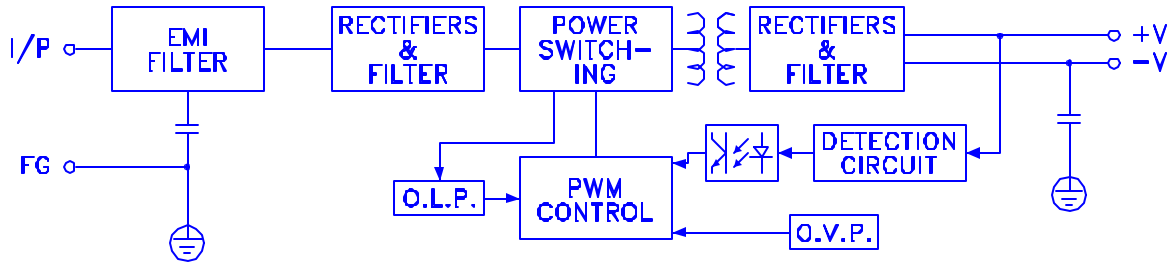 I/P
EMI
FILTER
RECTIFIERS
&
FILTER
POWER
SWITCH-
ING
RECTIFIERS
&
FILTER
+V
-V
FG
DETECTION
CIRCUIT
O.L.P.
PWM
CONTROL
O.V.P.